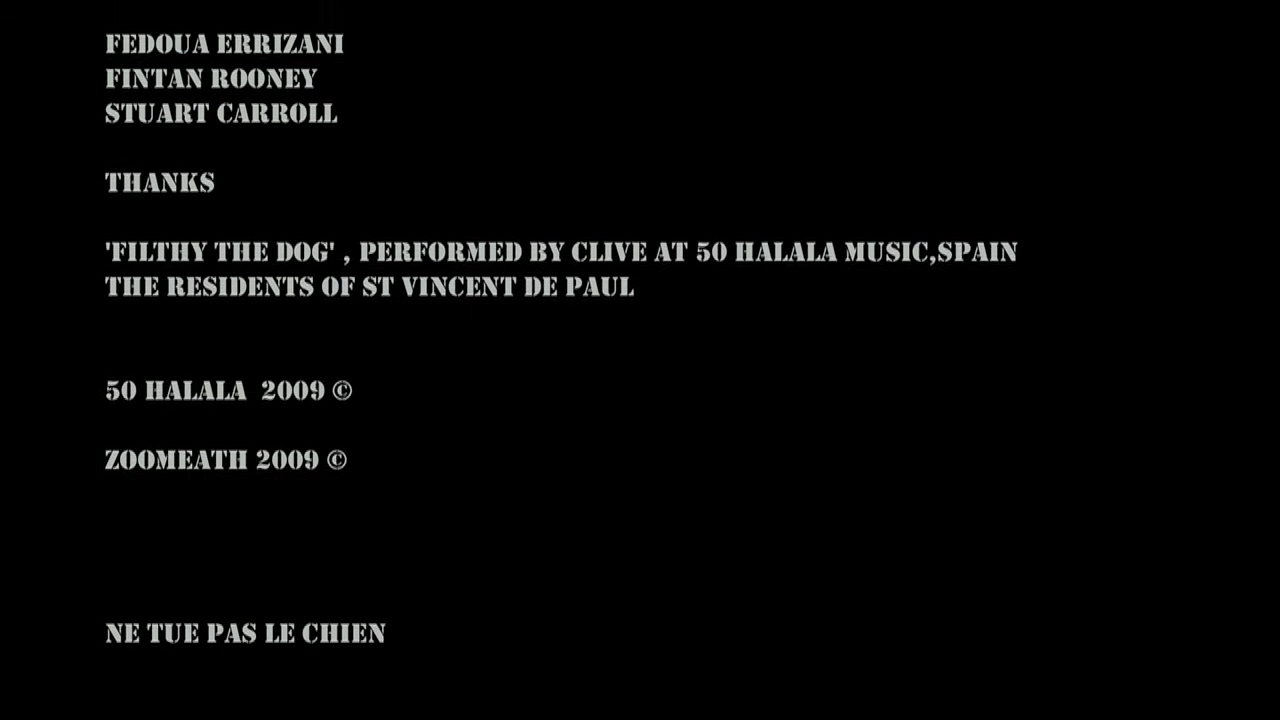 FEDOUA ERRIZANI
FINTAN ROONEY
STUART CARROLL
THANKS
'FILTHY THE DOG' , PERFORMED BY CLIVE AT 50 HALALA MUSIC,SPAIN
THE RESIDENTS OF ST VINCENT DE PAUL
50 HALALA  2009 ©
ZOOMEATH 2009 ©
NE TUE PAS LE CHIEN